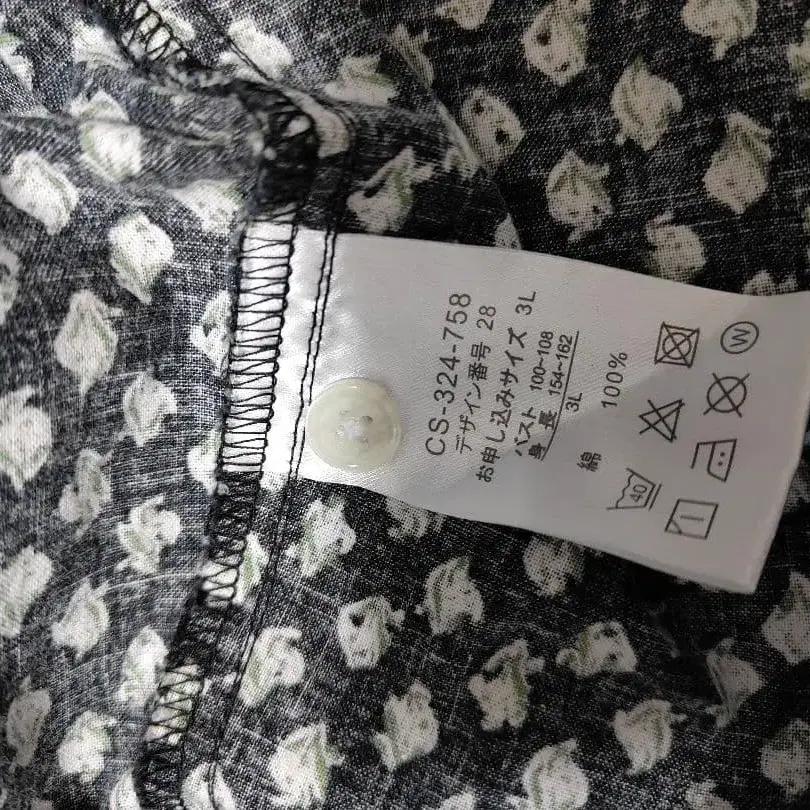 CS-324-758
デザイン番号 28
お申し込みサイズ 3L
バスト 100~108
身 長 154~162
3L
綿 100%
40
W